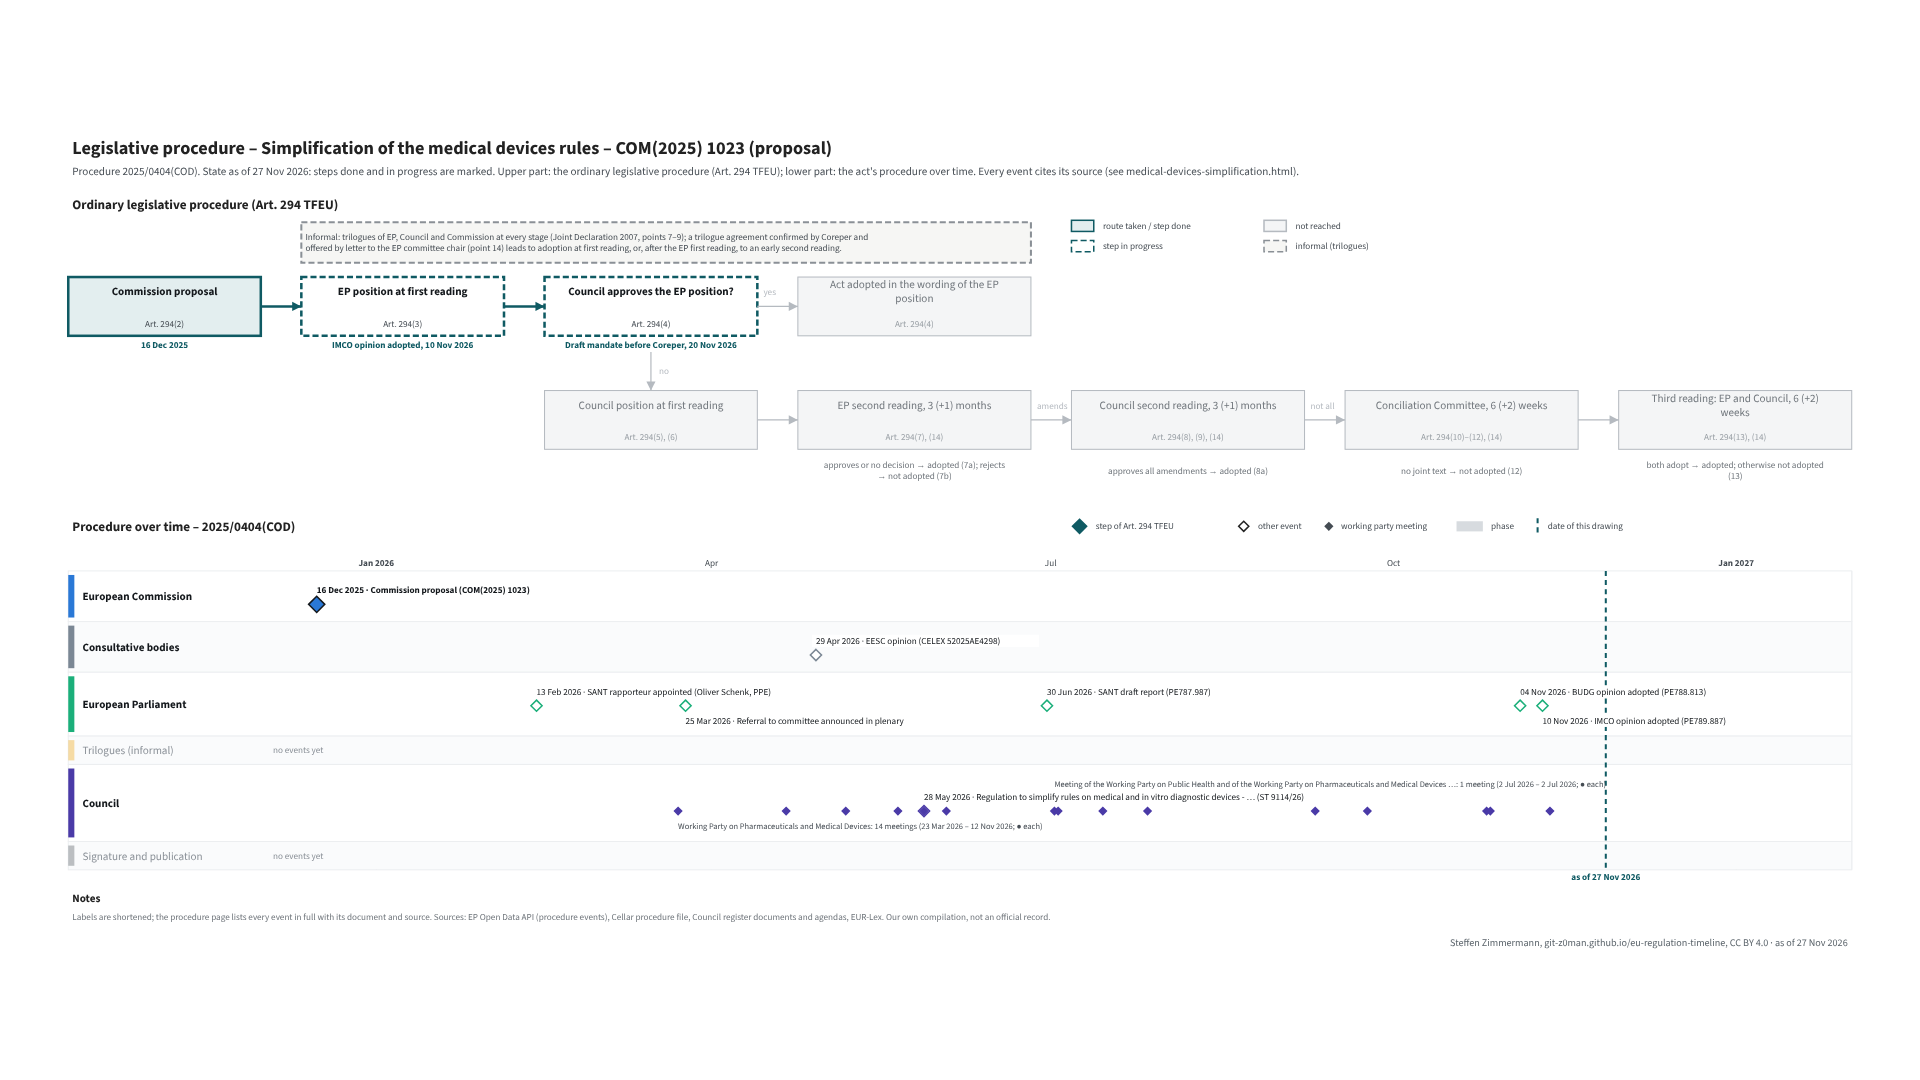 Legislative procedure – Simplification of the medical devices rules – COM(2025) 1023 (proposal)
Procedure 2025/0404(COD). State as of 27 Nov 2026: steps done and in progress are marked. Upper part: the ordinary legislative procedure (Art. 294 TFEU); lower part: the act's procedure over time. Every event cites its source (see medical-devices-simplification.html).
Ordinary legislative procedure (Art. 294 TFEU)
Informal: trilogues of EP, Council and Commission at every stage (Joint Declaration 2007, points 7–9); a trilogue agreement confirmed by Coreper and
offered by letter to the EP committee chair (point 14) leads to adoption at first reading, or, after the EP first reading, to an early second reading.
route taken / step done
not reached
step in progress
informal (trilogues)
Commission proposal
Art. 294(2)
16 Dec 2025
EP position at first reading
Art. 294(3)
IMCO opinion adopted, 10 Nov 2026
Council approves the EP position?
Art. 294(4)
Draft mandate before Coreper, 20 Nov 2026
yes
Act adopted in the wording of the EP
position
Art. 294(4)
no
Council position at first reading
Art. 294(5), (6)
EP second reading, 3 (+1) months
Art. 294(7), (14)
approves or no decision → adopted (7a); rejects
→ not adopted (7b)
amends
Council second reading, 3 (+1) months
Art. 294(8), (9), (14)
approves all amendments → adopted (8a)
not all
Conciliation Committee, 6 (+2) weeks
Art. 294(10)–(12), (14)
no joint text → not adopted (12)
Third reading: EP and Council, 6 (+2)
weeks
Art. 294(13), (14)
both adopt → adopted; otherwise not adopted
(13)
Procedure over time – 2025/0404(COD)
step of Art. 294 TFEU
other event
working party meeting
phase
date of this drawing
Jan 2026
Apr
Jul
Oct
Jan 2027
European Commission
16 Dec 2025 · Commission proposal (COM(2025) 1023)
Consultative bodies
29 Apr 2026 · EESC opinion (CELEX 52025AE4298)
European Parliament
13 Feb 2026 · SANT rapporteur appointed (Oliver Schenk, PPE)
30 Jun 2026 · SANT draft report (PE787.987)
04 Nov 2026 · BUDG opinion adopted (PE788.813)
25 Mar 2026 · Referral to committee announced in plenary
10 Nov 2026 · IMCO opinion adopted (PE789.887)
Trilogues (informal)
no events yet
Council
Meeting of the Working Party on Public Health and of the Working Party on Pharmaceuticals and Medical Devices …: 1 meeting (2 Jul 2026 – 2 Jul 2026; ⬥ each)
28 May 2026 · Regulation to simplify rules on medical and in vitro diagnostic devices - … (ST 9114/26)
Working Party on Pharmaceuticals and Medical Devices: 14 meetings (23 Mar 2026 – 12 Nov 2026; ⬥ each)
Signature and publication
no events yet
as of 27 Nov 2026
Notes
Labels are shortened; the procedure page lists every event in full with its document and source. Sources: EP Open Data API (procedure events), Cellar procedure file, Council register documents and agendas, EUR-Lex. Our own compilation, not an official record.
Steffen Zimmermann, git-z0man.github.io/eu-regulation-timeline, CC BY 4.0 · as of 27 Nov 2026